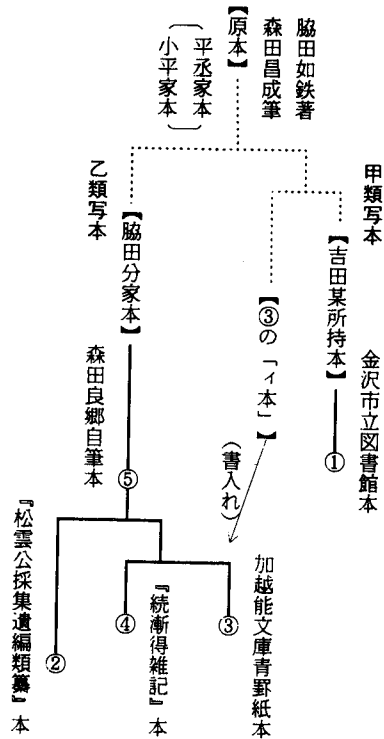 脇田如鉄著
森田昌成筆
【原本】
平丞家本
小平家本
甲類写本
【吉田某所持本】
金沢市立図書館本
①
【③の「ィ本」】
(書入れ)
乙類写本
【脇田分家本】
森田良郷自筆本
⑤
加越能文庫青罫紙本
③
『続漸得雑記』本
④
『松雲公採集遺編類纂』本
②